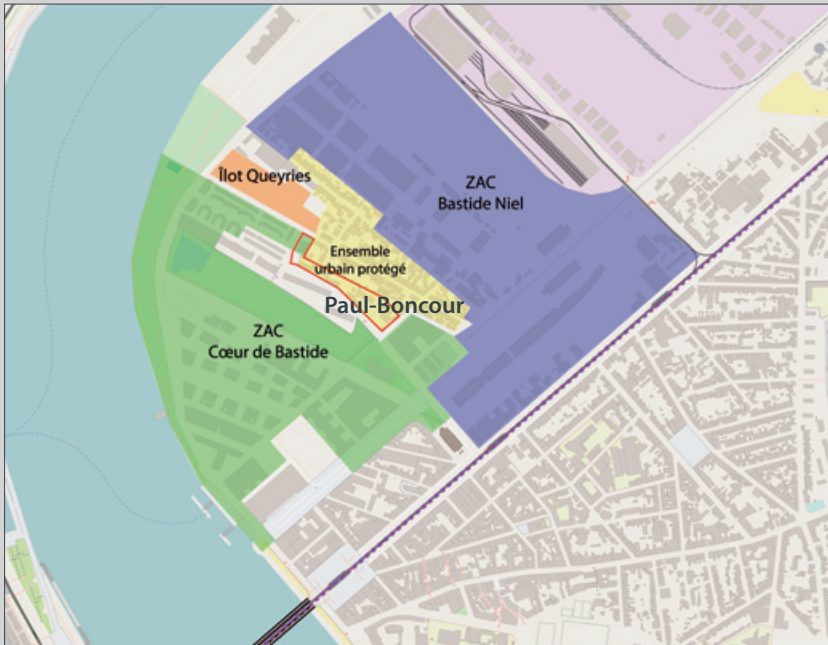 Îlot Queyries
ZAC
Bastide Niel
Ensemble
urbain protégé
Paul-Boncour
ZAC
Cœur de Bastide